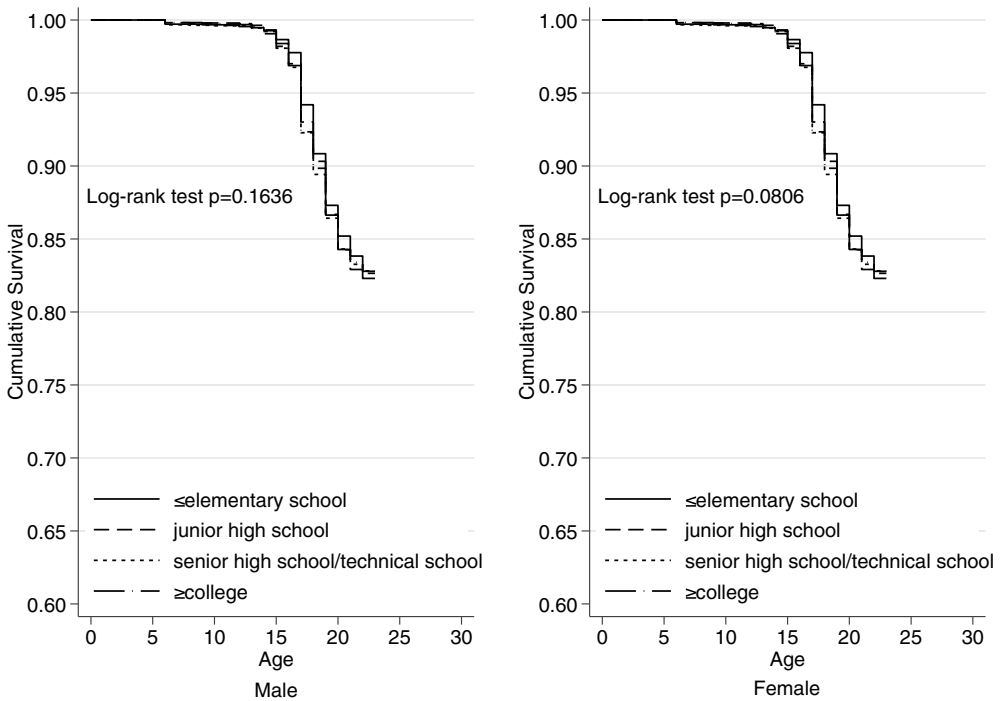 1.00
0.95
0.90
Log-rank test p=0.1636
0.85
0.80
0.75
0.70
0.65
0.60
Cumulative Survival
≤elementary school
junior high school
senior high school/technical school
≥college
0 5 10 15 20 25 30
Age
Male
1.00
0.95
0.90
Log-rank test p=0.0806
0.85
0.80
0.75
0.70
0.65
0.60
Cumulative Survival
≤elementary school
junior high school
senior high school/technical school
≥college
0 5 10 15 20 25 30
Age
Female